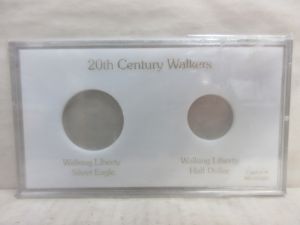 20th Century Walkers
Walking Liberty
Silver Eagle
Walking Liberty
Half Dollar